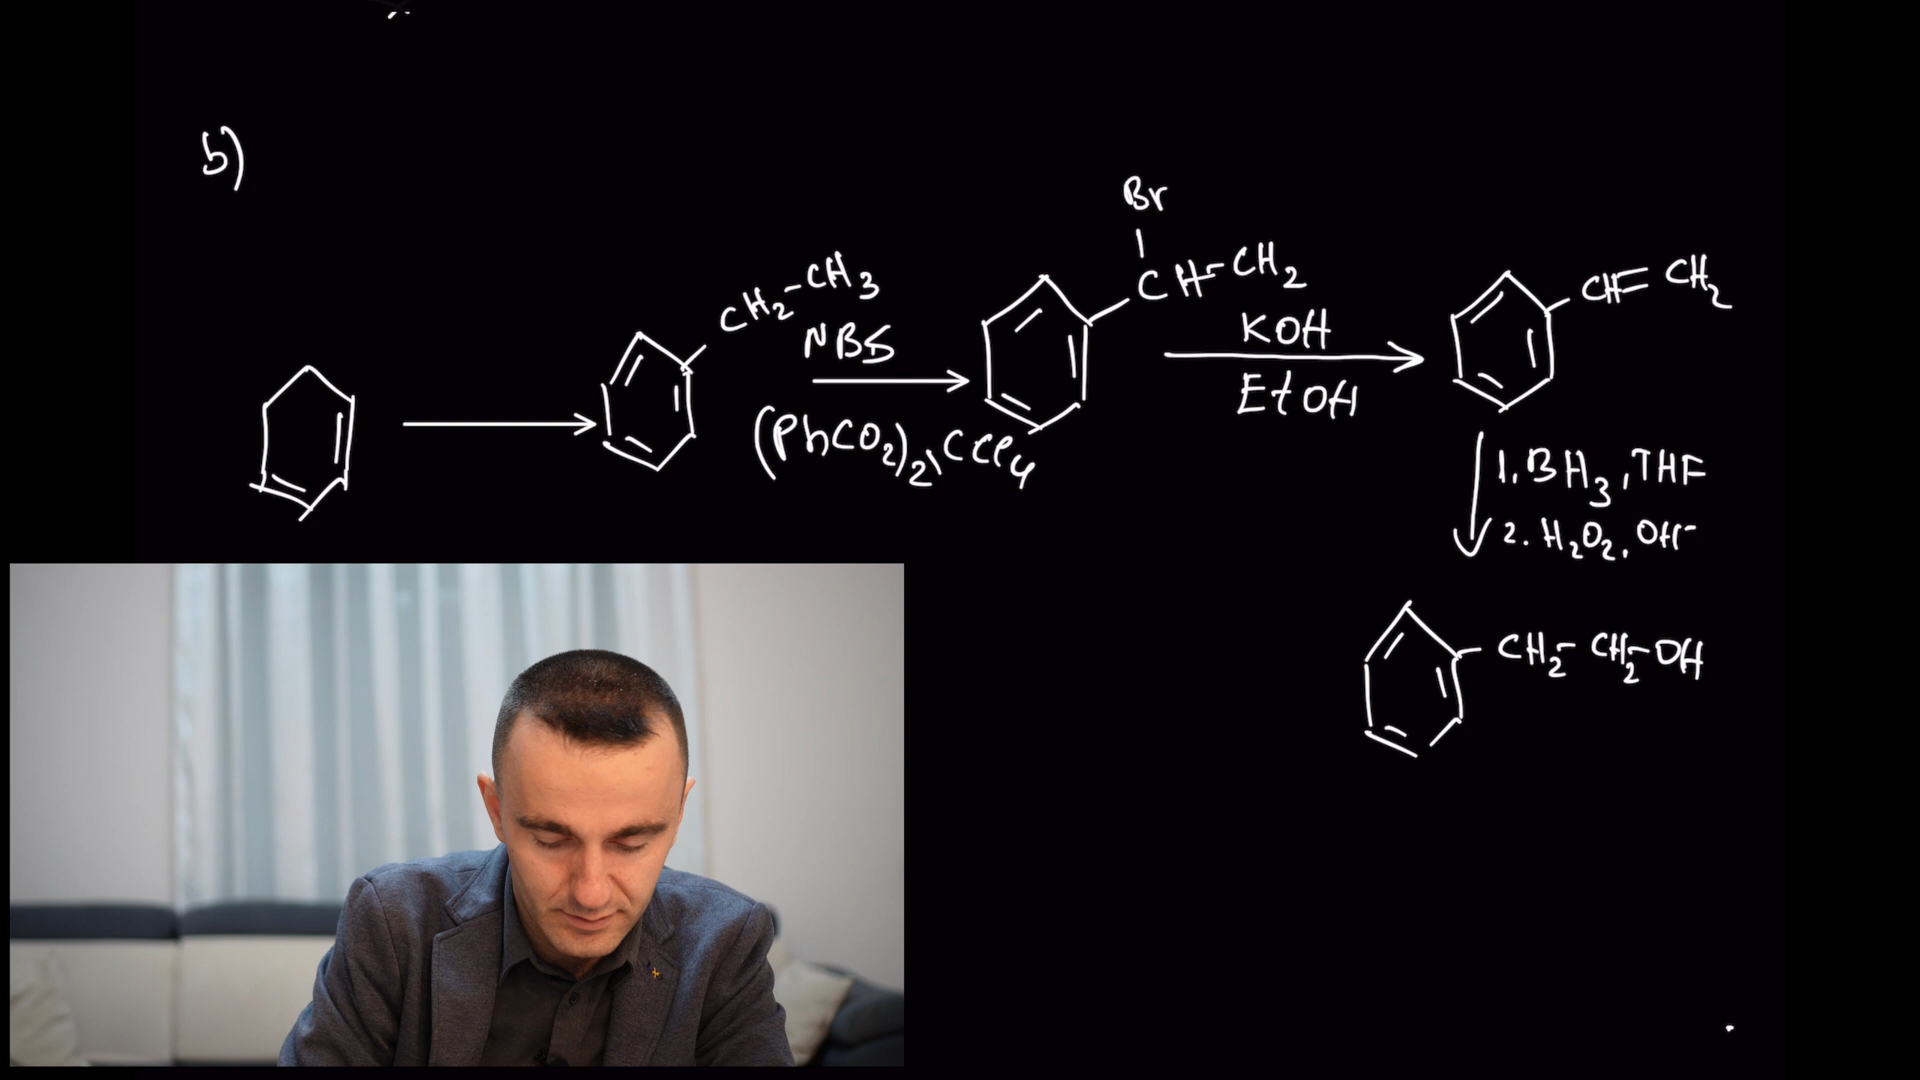 b)
CH2-CH3
NBS
(PhCO2)2, CCl4
Br
CH-CH2
KOH
EtOH
CH=CH2
1. BH3, THF
2. H2O2, OH-
CH2-CH2-OH